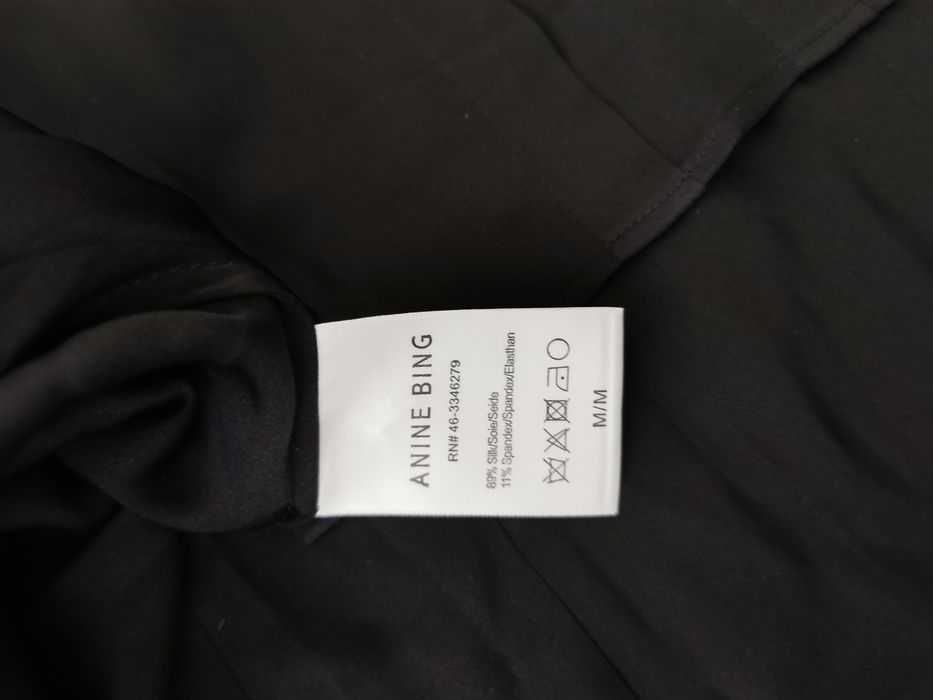 ANINE BING
RN# 46-3346279
89% Silk/Soie/Seide
11% Spandex/Spandex/Elasthan
M/M